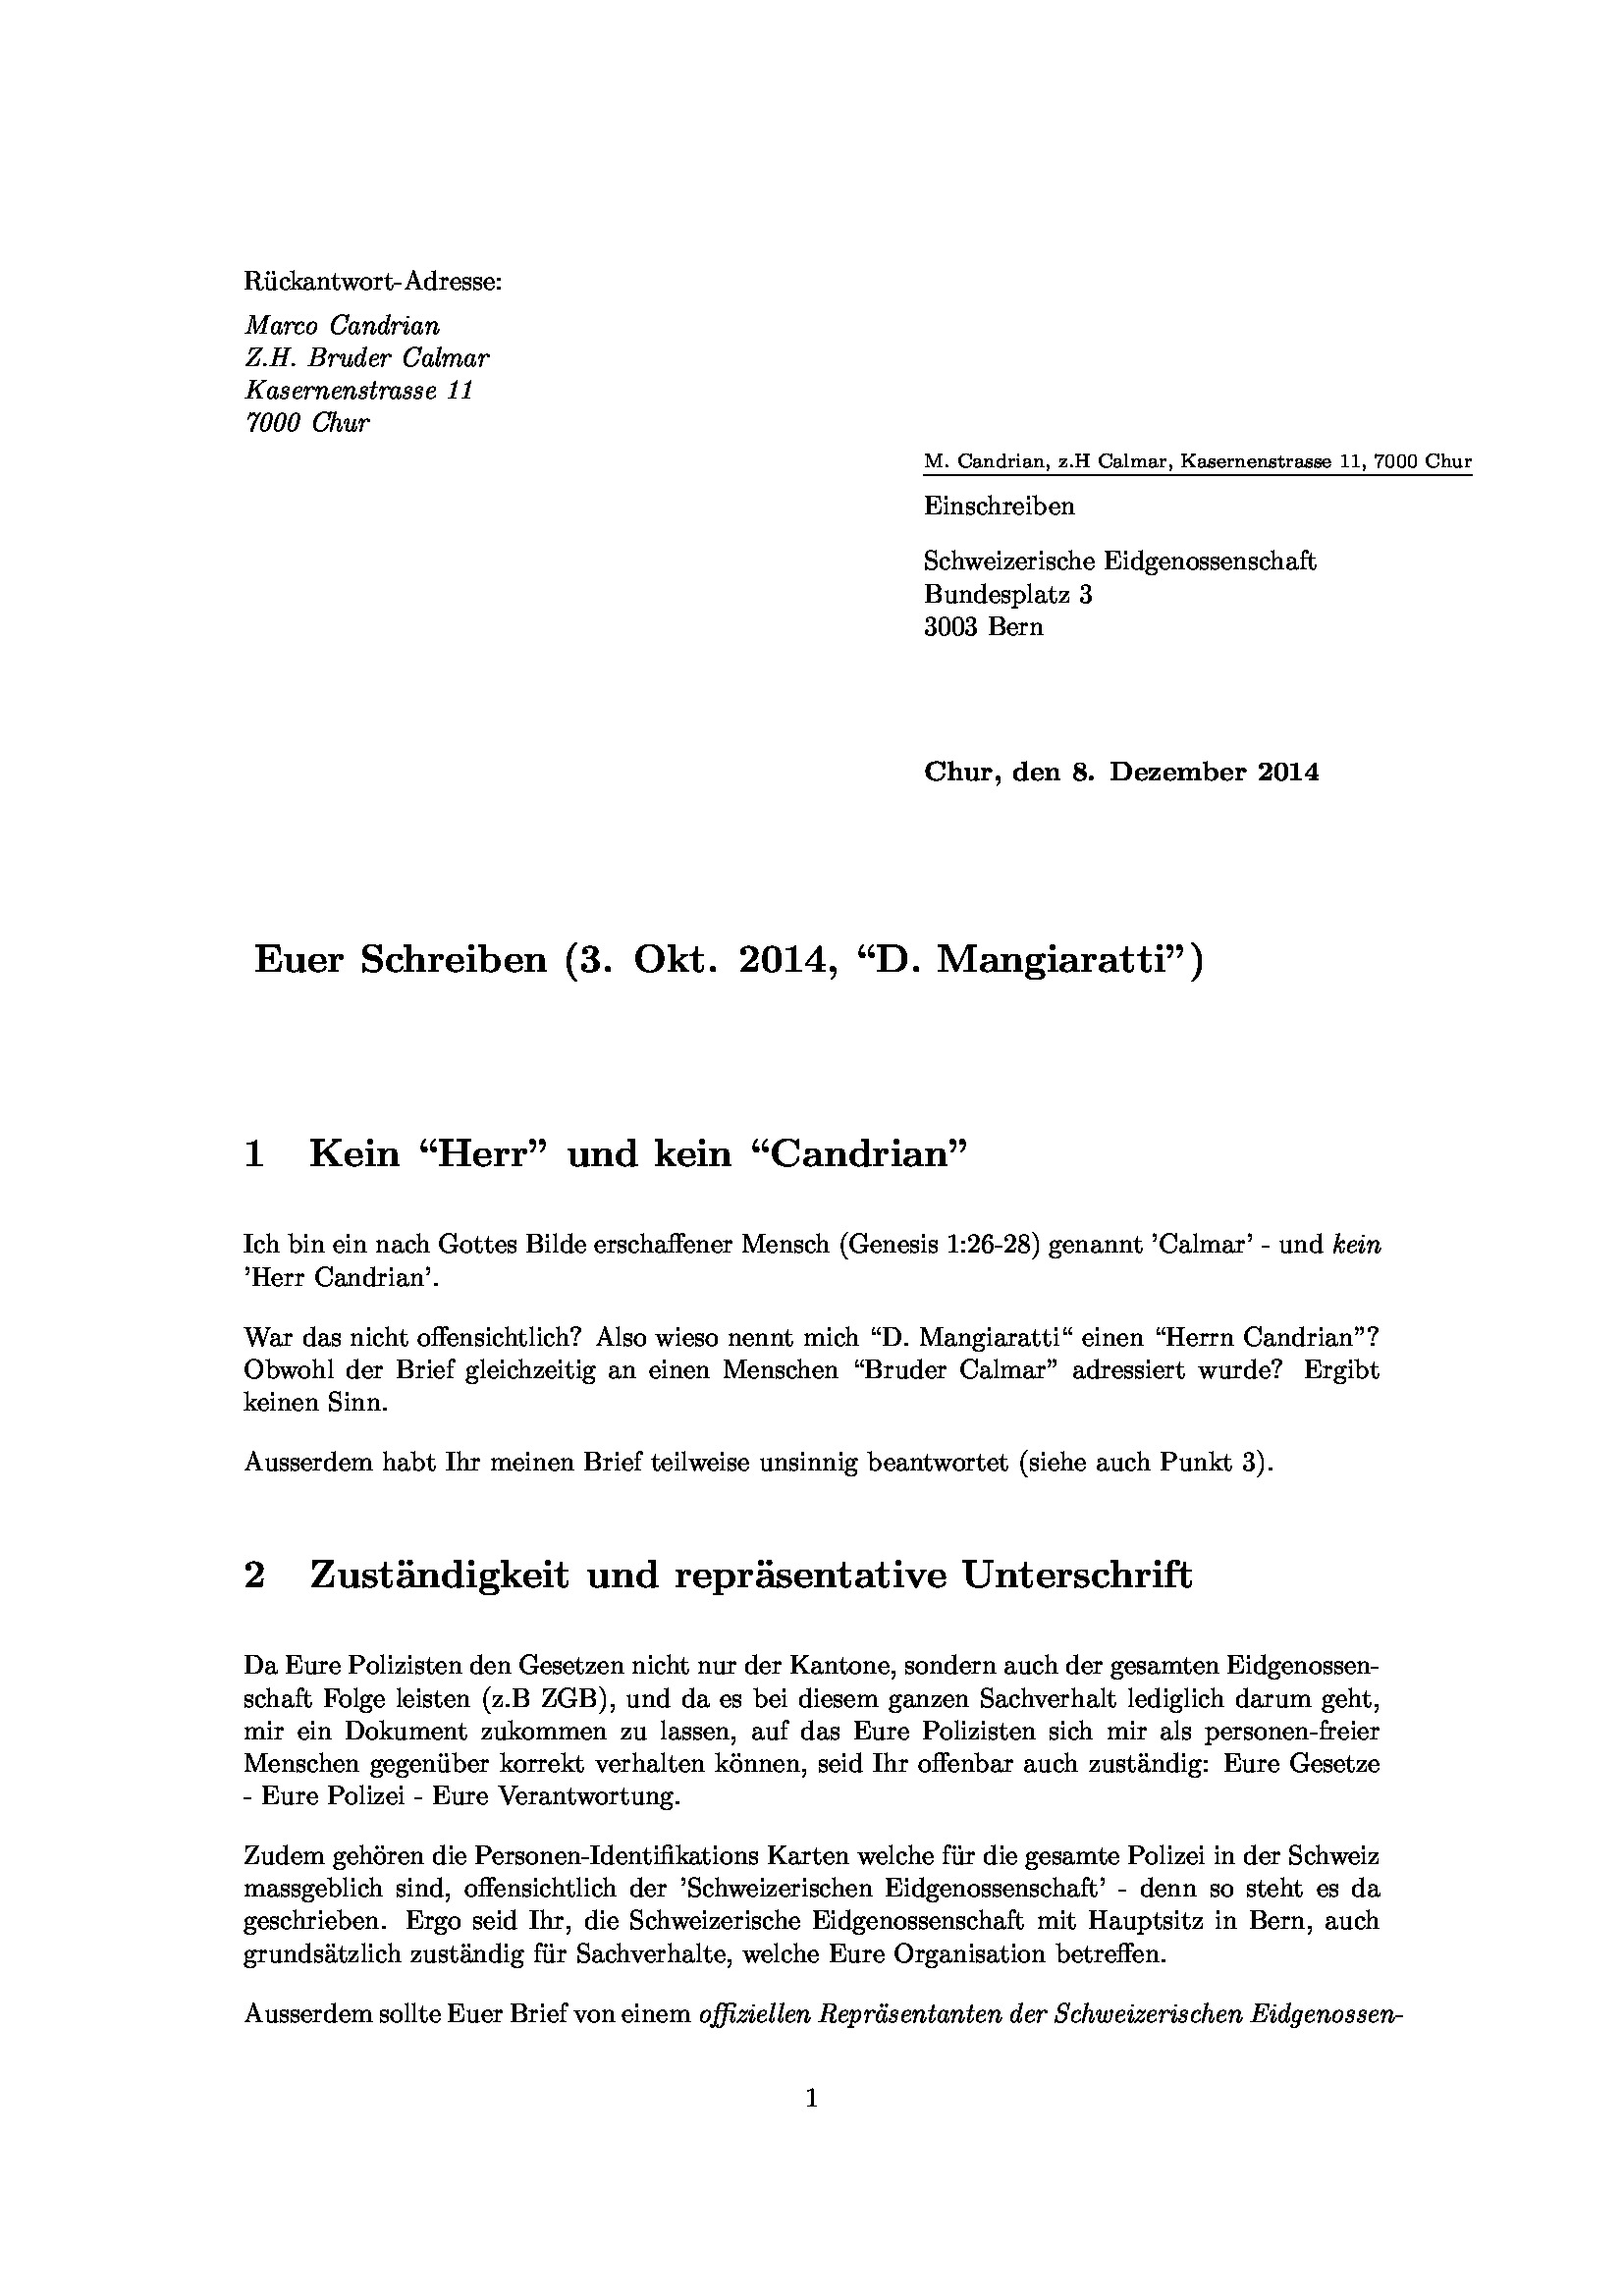 Rückantwort-Adresse:
Marco Candrian
Z.H. Bruder Calmar
Kasernenstrasse 11
7000 Chur
M. Candrian, z.H Calmar, Kasernenstrasse 11, 7000 Chur
Einschreiben
Schweizerische Eidgenossenschaft
Bundesplatz 3
3003 Bern
Chur, den 8. Dezember 2014
Euer Schreiben (3. Okt. 2014, “D. Mangiaratti”)
1 Kein “Herr” und kein “Candrian”
Ich bin ein nach Gottes Bilde erschaffener Mensch (Genesis 1:26-28) genannt ’Calmar’ - und kein
’Herr Candrian’.
War das nicht offensichtlich? Also wieso nennt mich “D. Mangiaratti“ einen “Herrn Candrian”?
Obwohl der Brief gleichzeitig an einen Menschen “Bruder Calmar” adressiert wurde? Ergibt
keinen Sinn.
Ausserdem habt Ihr meinen Brief teilweise unsinnig beantwortet (siehe auch Punkt 3).
2 Zuständigkeit und repräsentative Unterschrift
Da Eure Polizisten den Gesetzen nicht nur der Kantone, sondern auch der gesamten Eidgenossen-
schaft Folge leisten (z.B ZGB), und da es bei diesem ganzen Sachverhalt lediglich darum geht,
mir ein Dokument zukommen zu lassen, auf das Eure Polizisten sich mir als personen-freier
Menschen gegenüber korrekt verhalten können, seid Ihr offenbar auch zuständig: Eure Gesetze
- Eure Polizei - Eure Verantwortung.
Zudem gehören die Personen-Identifikations Karten welche für die gesamte Polizei in der Schweiz
massgeblich sind, offensichtlich der ’Schweizerischen Eidgenossenschaft’ - denn so steht es da
geschrieben. Ergo seid Ihr, die Schweizerische Eidgenossenschaft mit Hauptsitz in Bern, auch
grundsätzlich zuständig für Sachverhalte, welche Eure Organisation betreffen.
Ausserdem sollte Euer Brief von einem offiziellen Repräsentanten der Schweizerischen Eidgenossen-
1